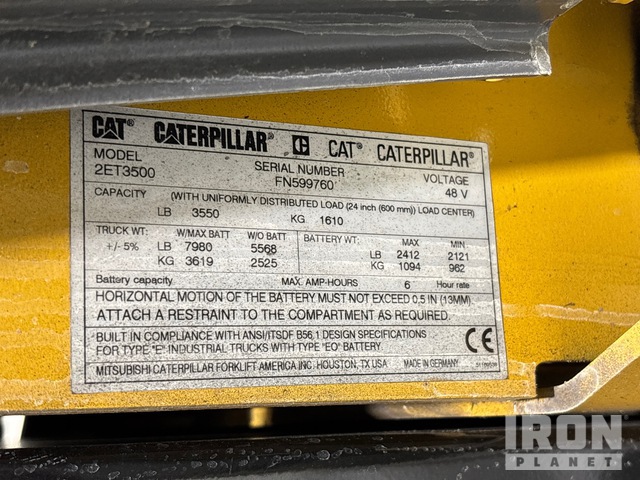 CAT CATERPILLAR CAT CATERPILLAR
MODEL SERIAL NUMBER VOLTAGE
2ET3500 FN599760 48 V
CAPACITY (WITH UNIFORMLY DISTRIBUTED LOAD (24 inch (600 mm)) LOAD CENTER)
LB 3550 KG 1610
TRUCK WT: W/MAX BATT W/O BATT BATTERY WT: MAX MIN
+/- 5% LB 7980 5568 LB 2412 2121
KG 3619 2525 KG 1094 962
Battery capacity MAX. AMP-HOURS 6 Hour rate
HORIZONTAL MOTION OF THE BATTERY MUST NOT EXCEED 0,5 IN (13MM).
ATTACH A RESTRAINT TO THE COMPARTMENT AS REQUIRED.
BUILT IN COMPLIANCE WITH ANSI/ITSDF B56.1 DESIGN SPECIFICATIONS
FOR TYPE "E" INDUSTRIAL TRUCKS WITH TYPE "EO" BATTERY. CE
MITSUBISHI CATERPILLAR FORKLIFT AMERICA INC. HOUSTON, TX USA MADE IN GERMANY
IRON
PLANET